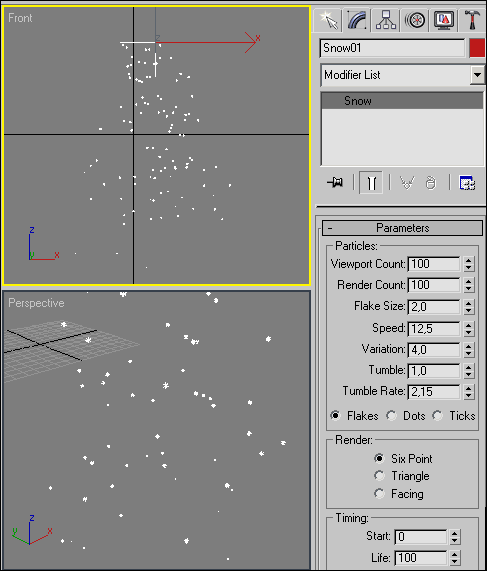 Front
z
x
z
x
Perspective
z
y
x
Snow01
Modifier List
Snow
- Parameters
Particles:
Viewport Count: 100
Render Count: 100
Flake Size: 2,0
Speed: 12,5
Variation: 4,0
Tumble: 1,0
Tumble Rate: 2,15
Flakes Dots Ticks
Render:
Six Point
Triangle
Facing
Timing:
Start: 0
Life: 100